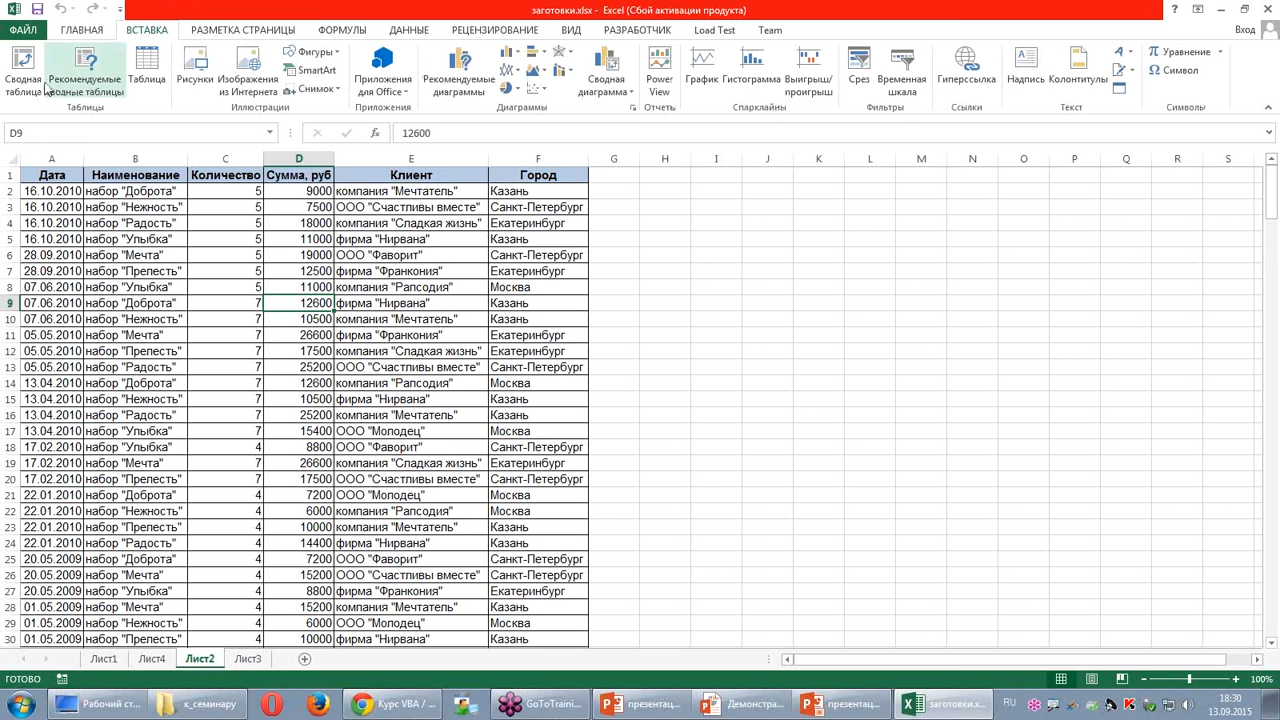 заготовки.xlsx - Excel (Сбой активации продукта)
ФАЙЛ ГЛАВНАЯ ВСТАВКА РАЗМЕТКА СТРАНИЦЫ ФОРМУЛЫ ДАННЫЕ РЕЦЕНЗИРОВАНИЕ ВИД РАЗРАБОТЧИК Load Test Team Вход
Сводная таблица Рекомендуемые сводные таблицы Таблица Рисунки Изображения из Интернета Фигуры SmartArt Снимок Приложения для Office Рекомендуемые диаграммы Сводная диаграмма Power View График Гистограмма Выигрыш/проигрыш Срез Временная шкала Гиперссылка Надпись Колонтитулы Уравнение Символ
Таблицы Иллюстрации Приложения Диаграммы Отчеты Спарклайны Фильтры Ссылки Текст Символы
D9 fx 12600
A B C D E F G H I J K L M N O P Q R S
1 Дата Наименование Количество Сумма, руб Клиент Город
2 16.10.2010 набор "Доброта" 5 9000 компания "Мечтатель" Казань
3 16.10.2010 набор "Нежность" 5 7500 ООО "Счастливы вместе" Санкт-Петербург
4 16.10.2010 набор "Радость" 5 18000 компания "Сладкая жизнь" Екатеринбург
5 16.10.2010 набор "Улыбка" 5 11000 фирма "Нирвана" Казань
6 28.09.2010 набор "Мечта" 5 19000 ООО "Фаворит" Санкт-Петербург
7 28.09.2010 набор "Прелесть" 5 12500 фирма "Франкония" Екатеринбург
8 07.06.2010 набор "Улыбка" 5 11000 компания "Рапсодия" Москва
9 07.06.2010 набор "Доброта" 7 12600 фирма "Нирвана" Казань
10 07.06.2010 набор "Нежность" 7 10500 компания "Мечтатель" Казань
11 05.05.2010 набор "Мечта" 7 26600 фирма "Франкония" Екатеринбург
12 05.05.2010 набор "Прелесть" 7 17500 компания "Сладкая жизнь" Екатеринбург
13 05.05.2010 набор "Радость" 7 25200 ООО "Счастливы вместе" Санкт-Петербург
14 13.04.2010 набор "Доброта" 7 12600 компания "Рапсодия" Москва
15 13.04.2010 набор "Нежность" 7 10500 фирма "Нирвана" Казань
16 13.04.2010 набор "Радость" 7 25200 компания "Мечтатель" Казань
17 13.04.2010 набор "Улыбка" 7 15400 ООО "Молодец" Москва
18 17.02.2010 набор "Улыбка" 4 8800 ООО "Фаворит" Санкт-Петербург
19 17.02.2010 набор "Мечта" 7 26600 компания "Сладкая жизнь" Екатеринбург
20 17.02.2010 набор "Прелесть" 7 17500 ООО "Счастливы вместе" Санкт-Петербург
21 22.01.2010 набор "Доброта" 4 7200 ООО "Молодец" Москва
22 22.01.2010 набор "Нежность" 4 6000 компания "Рапсодия" Москва
23 22.01.2010 набор "Прелесть" 4 10000 компания "Мечтатель" Казань
24 22.01.2010 набор "Радость" 4 14400 фирма "Нирвана" Казань
25 20.05.2009 набор "Доброта" 4 7200 ООО "Фаворит" Санкт-Петербург
26 20.05.2009 набор "Мечта" 4 15200 ООО "Счастливы вместе" Санкт-Петербург
27 20.05.2009 набор "Улыбка" 4 8800 фирма "Франкония" Екатеринбург
28 01.05.2009 набор "Мечта" 4 15200 компания "Мечтатель" Казань
29 01.05.2009 набор "Нежность" 4 6000 ООО "Молодец" Москва
30 01.05.2009 набор "Прелесть" 4 10000 фирма "Нирвана" Казань
Лист1 Лист4 Лист2 Лист3
ГОТОВО 100%
Рабочий ст... к_семинару Курс VBA / ... GoToTraini... презентац... Демонстра... презентац... заготовки.x... RU 18:30
13.09.2015